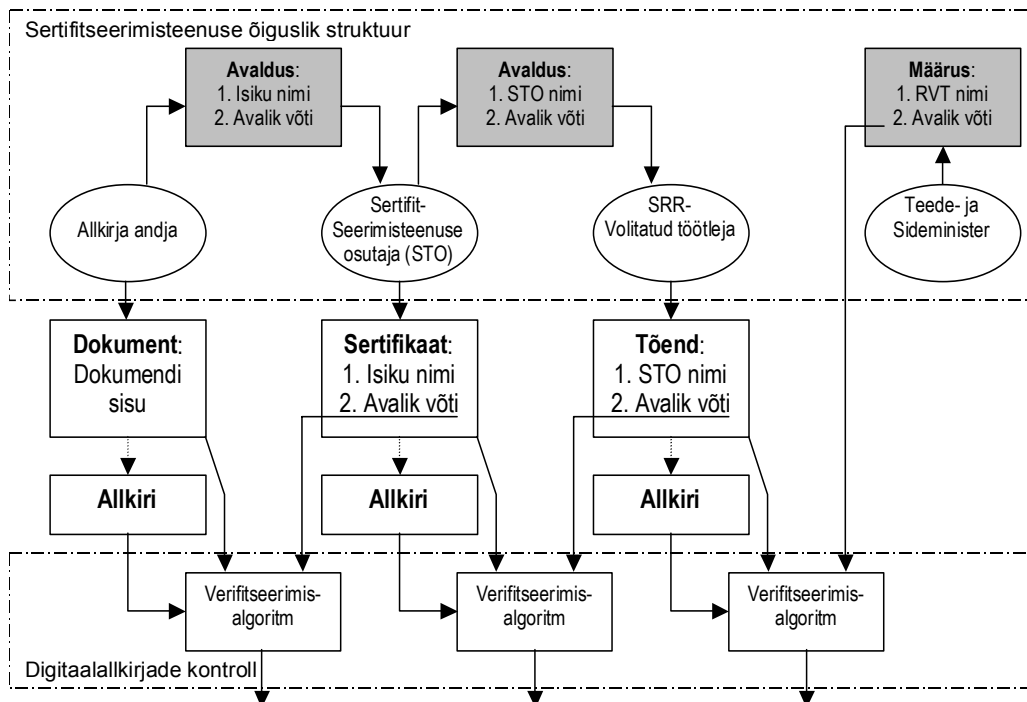 Sertifitseerimisteenuse õiguslik struktuur
Avaldus:
1. Isiku nimi
2. Avalik võti
Avaldus:
1. STO nimi
2. Avalik võti
Määrus:
1. RVT nimi
2. Avalik võti
Allkirja andja
Sertifit-
Seerimisteenuse
osutaja (STO)
SRR-
Volitatud töötleja
Teede- ja
Sideminister
Dokument:
Dokumendi
sisu
Sertifikaat:
1. Isiku nimi
2. Avalik võti
Tõend:
1. STO nimi
2. Avalik võti
Allkiri
Allkiri
Allkiri
Verifitseerimis-
algoritm
Verifitseerimis-
algoritm
Verifitseerimis-
algoritm
Digitaalallkirjade kontroll